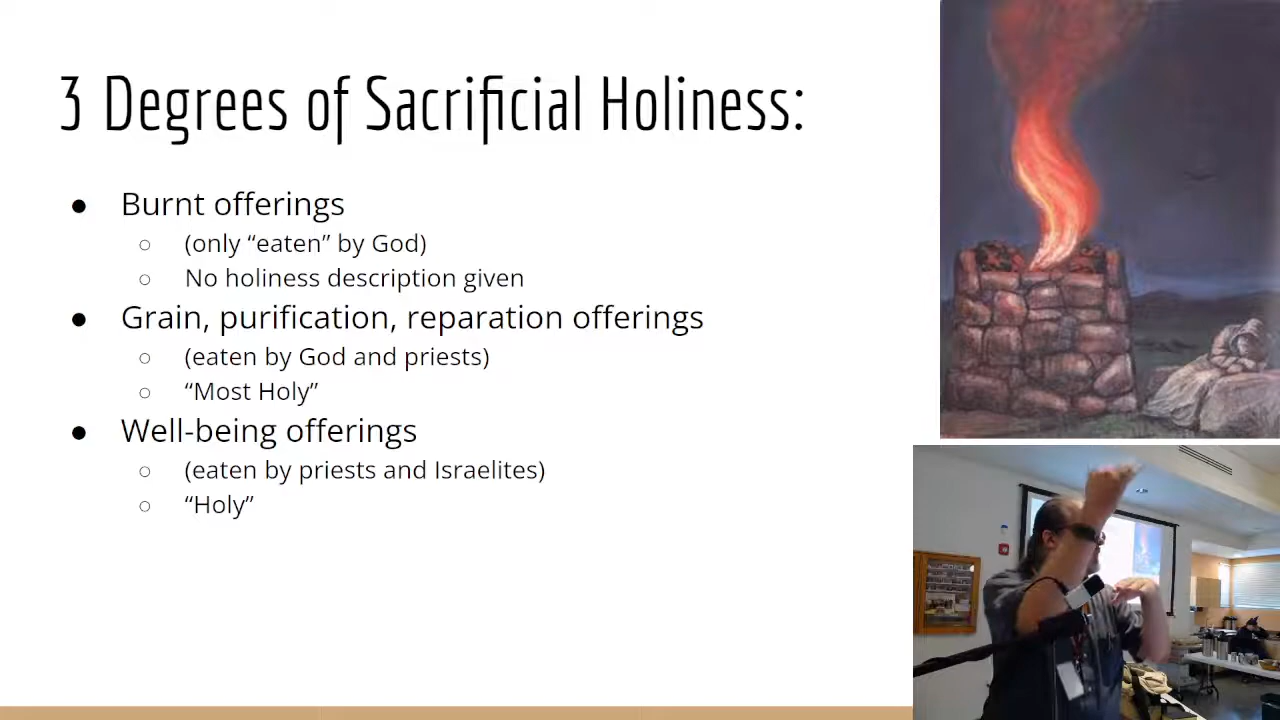 3 Degrees of Sacrificial Holiness:
● Burnt offerings
○ (only “eaten” by God)
○ No holiness description given
● Grain, purification, reparation offerings
○ (eaten by God and priests)
○ “Most Holy”
● Well-being offerings
○ (eaten by priests and Israelites)
○ “Holy”